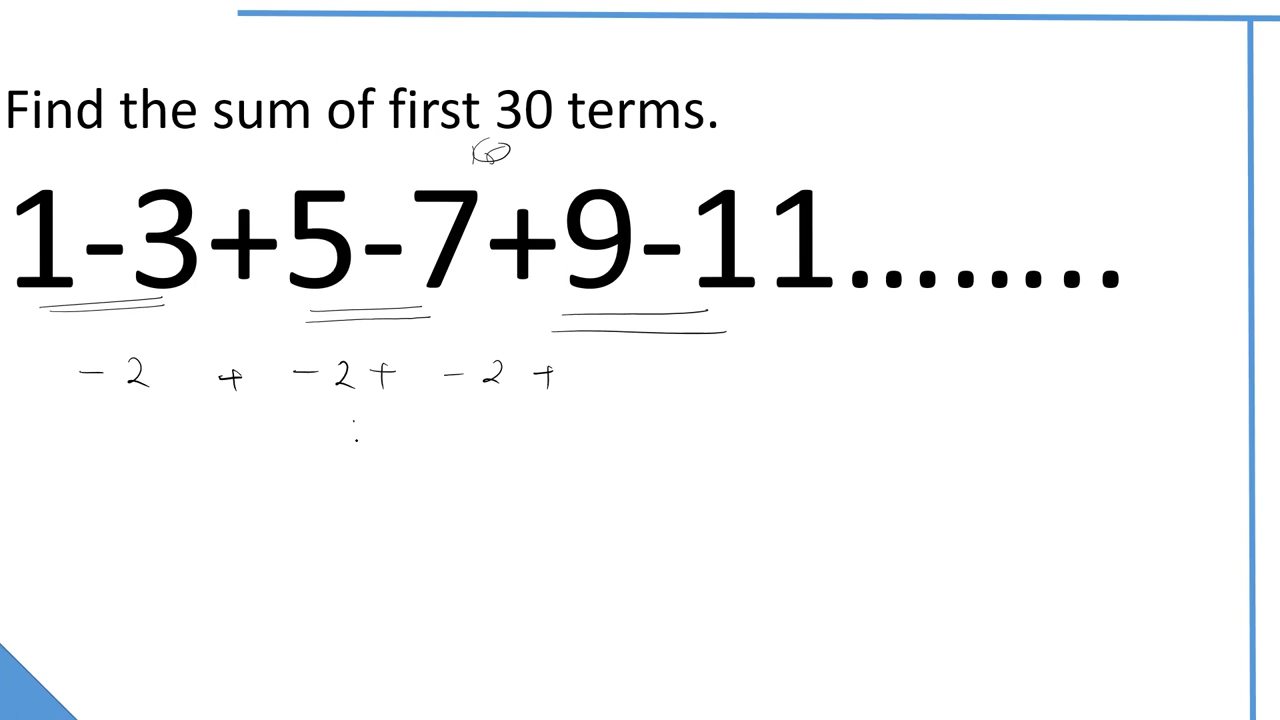 Find the sum of first 30 terms.
1-3+5-7+9-11........
-2 + -2+ -2 +
: